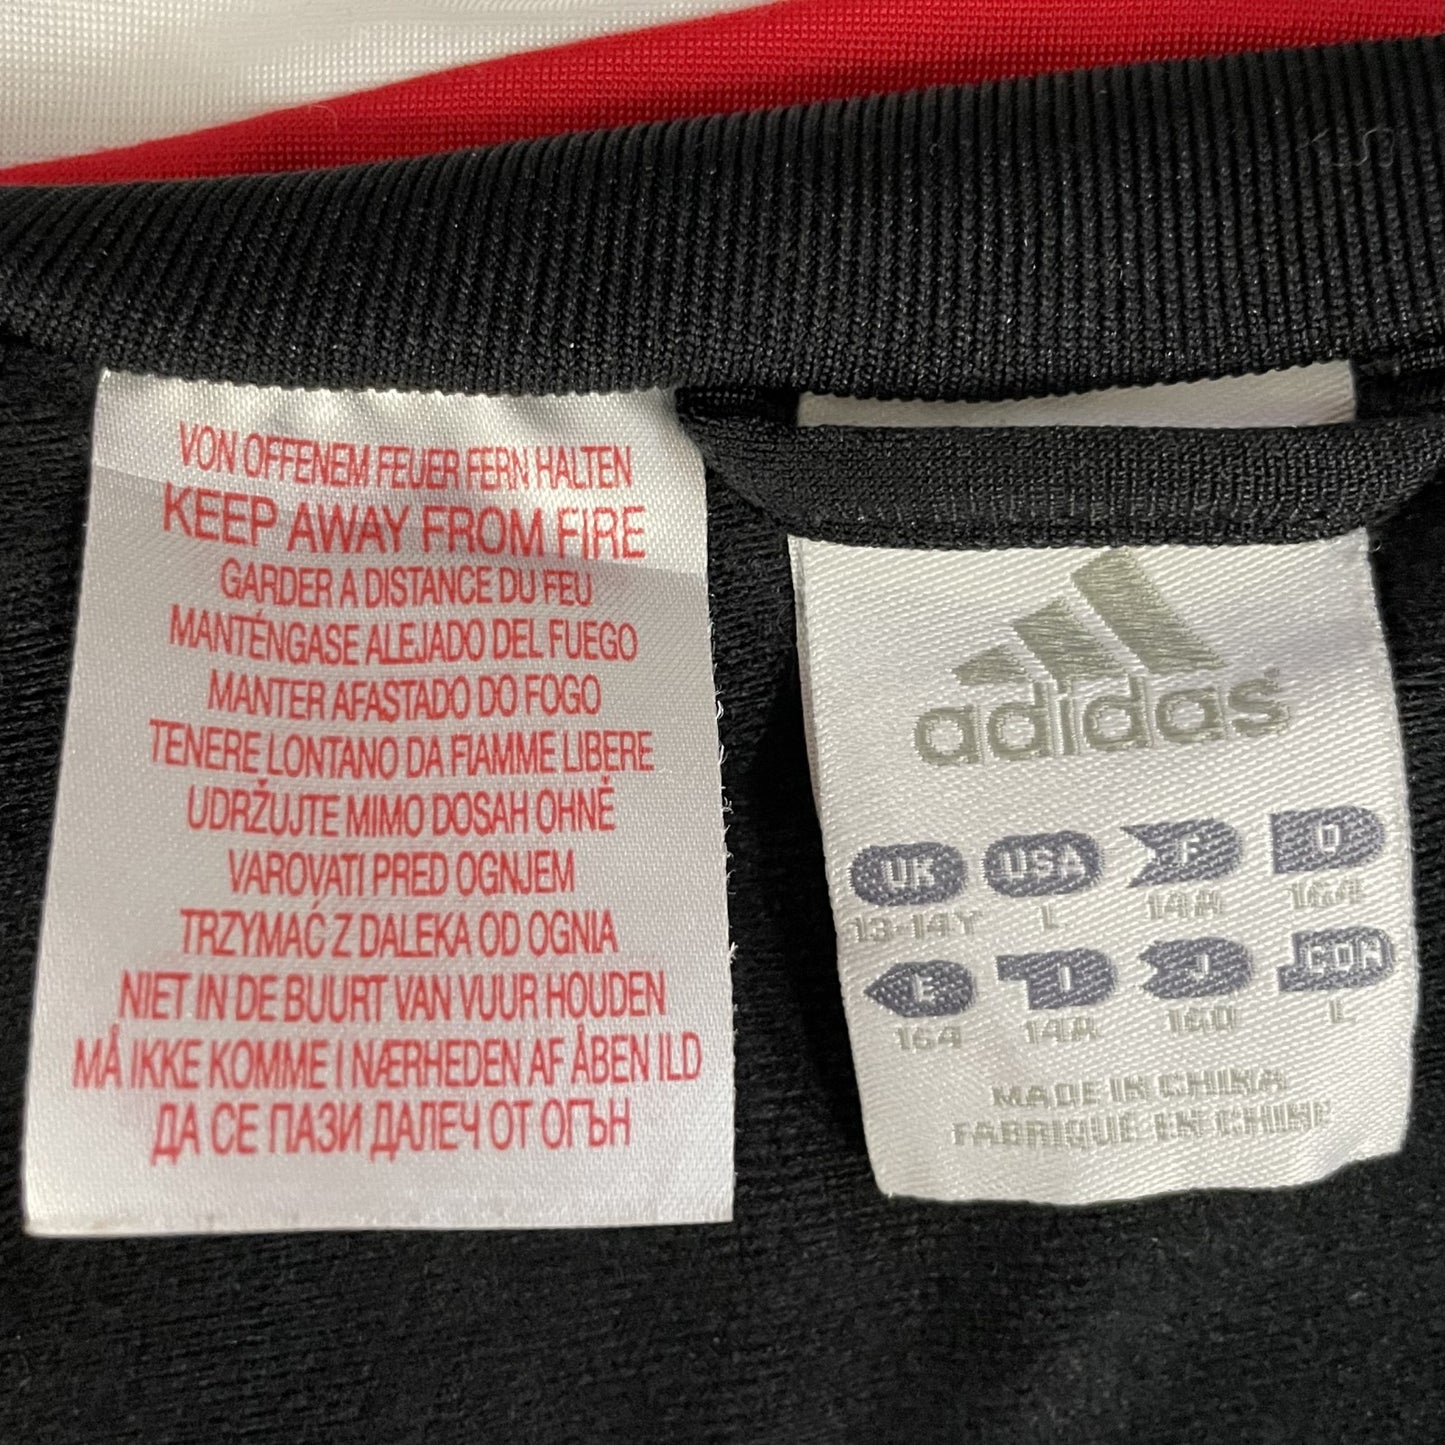 VON OFFENEM FEUER FERN HALTEN
KEEP AWAY FROM FIRE
GARDER A DISTANCE DU FEU
MANTÉNGASE ALEJADO DEL FUEGO
MANTER AFASTADO DO FOGO
TENERE LONTANO DA FIAMME LIBERE
UDRŽUJTE MIMO DOSAH OHNĚ
VAROVATI PRED OGNJEM
TRZYMAĆ Z DALEKA OD OGNIA
NIET IN DE BUURT VAN VUUR HOUDEN
MÅ IKKE KOMME I NÆRHEDEN AF ÅBEN ILD
ДА СЕ ПАЗИ ДАЛЕЧ ОТ ОГЪН
adidas
UK USA F D
13-14Y L 14A 164
E I J CON
164 14A 160 L
MADE IN CHINA
FABRIQUE EN CHINE